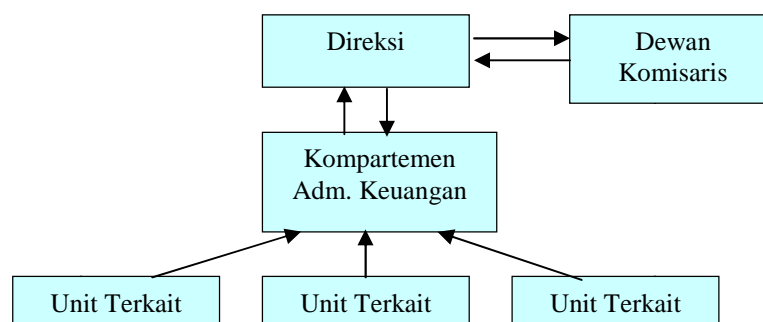 Direksi
Dewan
Komisaris
Kompartemen
Adm. Keuangan
Unit Terkait
Unit Terkait
Unit Terkait